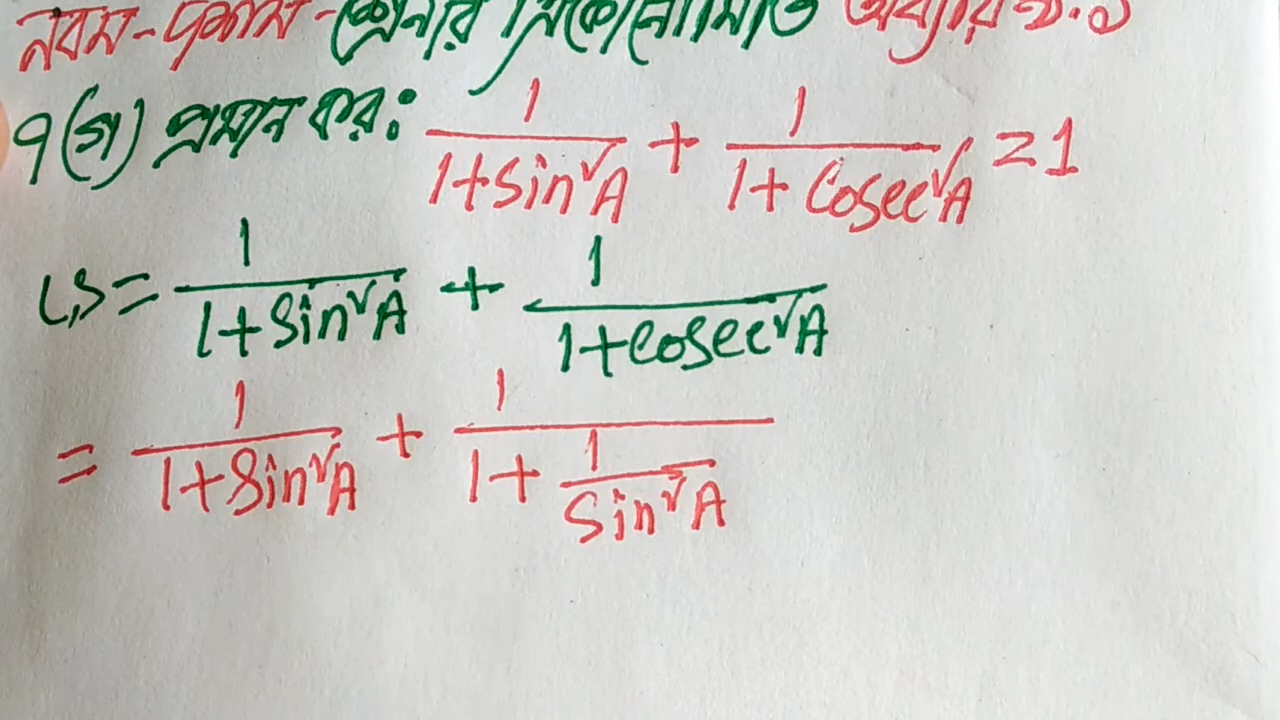 নবম-দশম-শ্রেনীর ত্রিকোনোমিতি অধ্যায় ৯.১
৭(গ) প্রমান কর: 1/(1+Sin²A) + 1/(1+Cosec²A) = 1
L.S = 1/(1+Sin²A) + 1/(1+Cosec²A)
= 1/(1+Sin²A) + 1/(1+1/Sin²A)